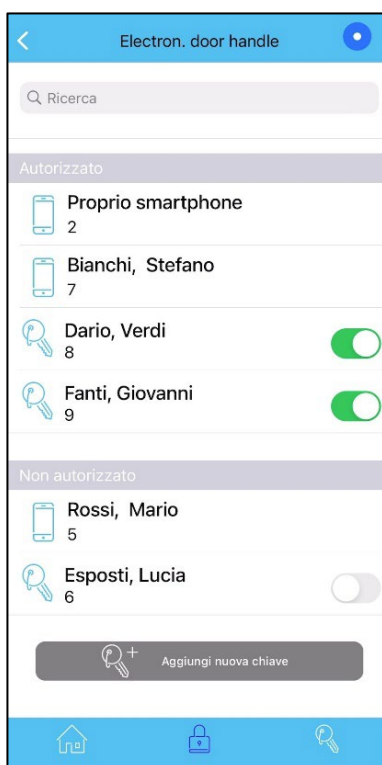 Electron. door handle
Ricerca
Autorizzato
Proprio smartphone
2
Bianchi, Stefano
7
Dario, Verdi
8
Fanti, Giovanni
9
Non autorizzato
Rossi, Mario
5
Esposti, Lucia
6
Aggiungi nuova chiave